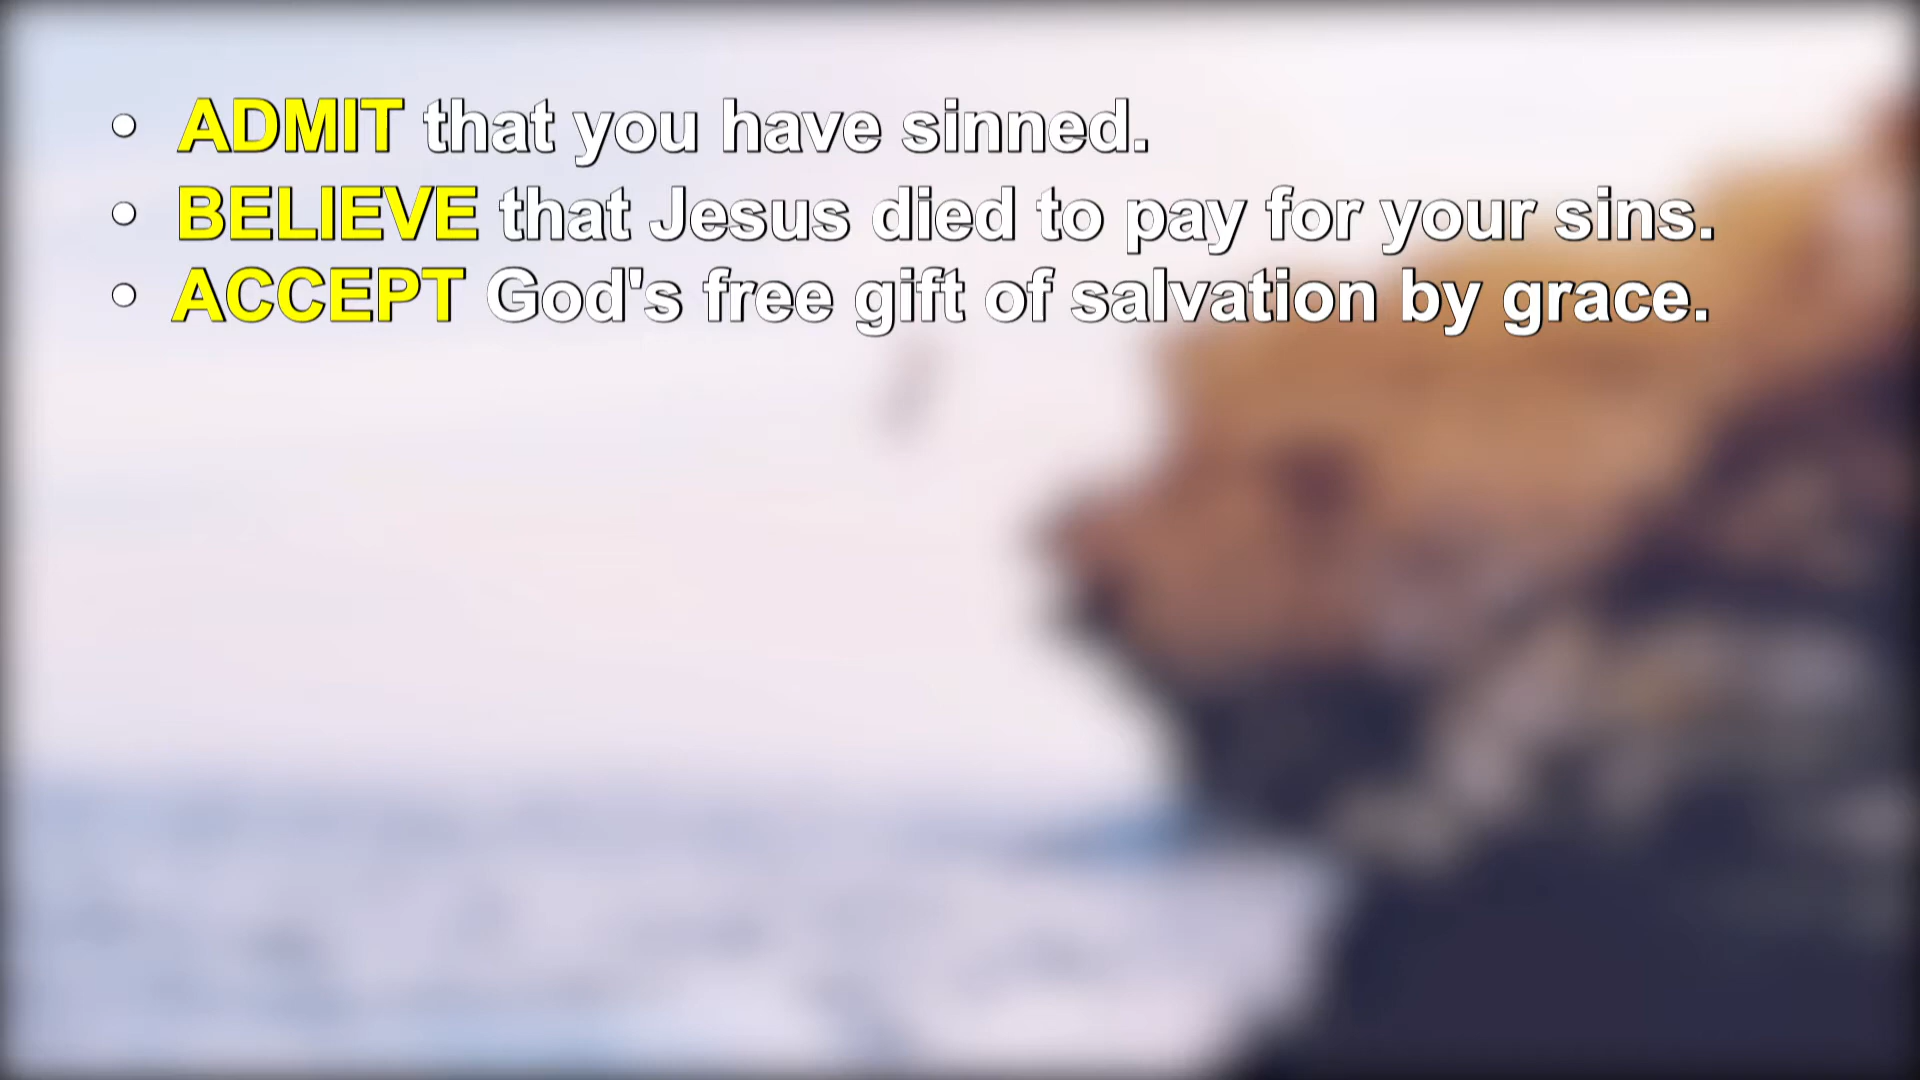 • ADMIT that you have sinned.
• BELIEVE that Jesus died to pay for your sins.
• ACCEPT God's free gift of salvation by grace.